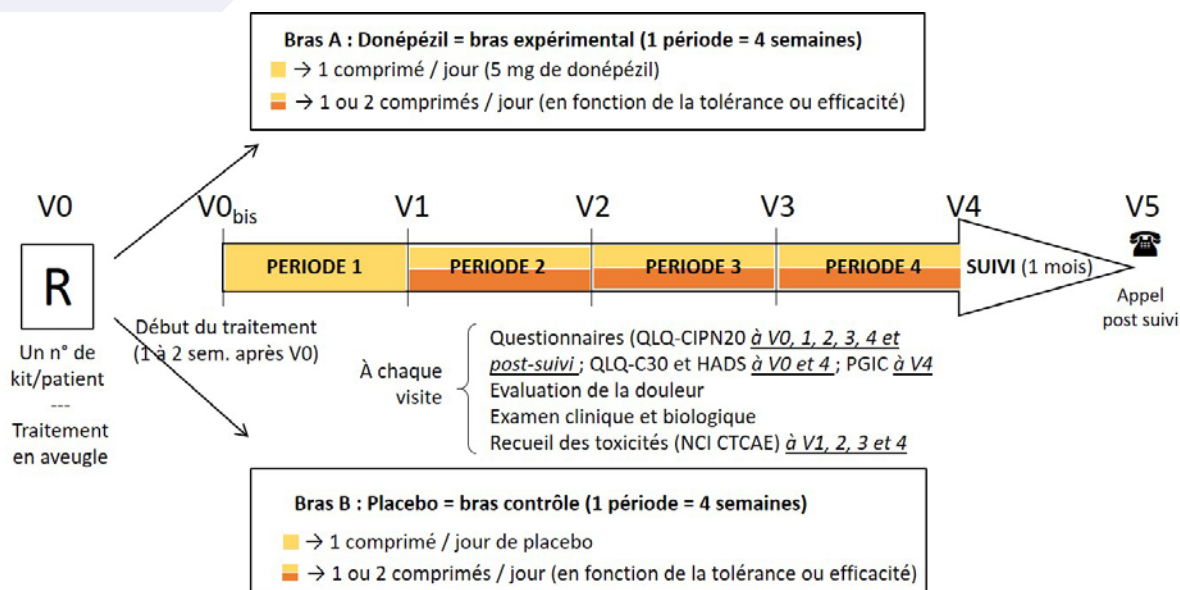 Bras A : Donépézil = bras expérimental (1 période = 4 semaines)
→ 1 comprimé / jour (5 mg de donépézil)
→ 1 ou 2 comprimés / jour (en fonction de la tolérance ou efficacité)
V0
V0bis
V1
V2
V3
V4
V5
R
PERIODE 1
PERIODE 2
PERIODE 3
PERIODE 4
SUIVI (1 mois)
Appel
post suivi
Un n° de
kit/patient
---
Traitement
en aveugle
Début du traitement
(1 à 2 sem. après V0)
À chaque
visite
Questionnaires (QLQ-CIPN20 à V0, 1, 2, 3, 4 et
post-suivi ; QLQ-C30 et HADS à V0 et 4 ; PGIC à V4
Evaluation de la douleur
Examen clinique et biologique
Recueil des toxicités (NCI CTCAE) à V1, 2, 3 et 4
Bras B : Placebo = bras contrôle (1 période = 4 semaines)
→ 1 comprimé / jour de placebo
→ 1 ou 2 comprimés / jour (en fonction de la tolérance ou efficacité)